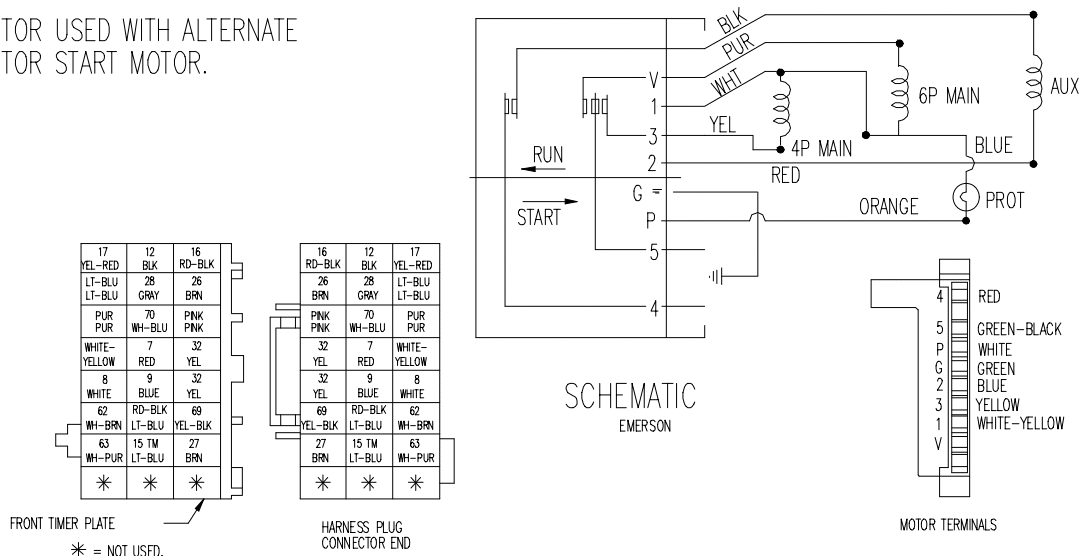 TOR USED WITH ALTERNATE
TOR START MOTOR.
BLK
PUR
WHT
YEL
V
1
3
2
G =
P
5
4
RUN
START
4P MAIN
6P MAIN
AUX
RED
BLUE
ORANGE
PROT
SCHEMATIC
EMERSON
17 12 16
YEL-RED BLK RD-BLK
LT-BLU 28 26
LT-BLU GRAY BRN
PUR 70 PINK
PUR WH-BLU PINK
WHITE- 7 32
YELLOW RED YEL
8 9 32
WHITE BLUE YEL
62 RD-BLK 69
WH-BRN LT-BLU YEL-BLK
63 15 TM 27
WH-PUR LT-BLU BRN
✳ ✳ ✳
FRONT TIMER PLATE
✳ = NOT USED.
16 12 17
RD-BLK BLK YEL-RED
26 28 LT-BLU
BRN GRAY LT-BLU
PINK 70 PUR
PINK WH-BLU PUR
32 7 WHITE-
YEL RED YELLOW
32 9 8
YEL BLUE WHITE
69 RD-BLK 62
YEL-BLK LT-BLU WH-BRN
27 15 TM 63
BRN LT-BLU WH-PUR
✳ ✳ ✳
HARNESS PLUG
CONNECTOR END
4 RED
5 GREEN-BLACK
P WHITE
G GREEN
2 BLUE
3 YELLOW
1 WHITE-YELLOW
V
MOTOR TERMINALS